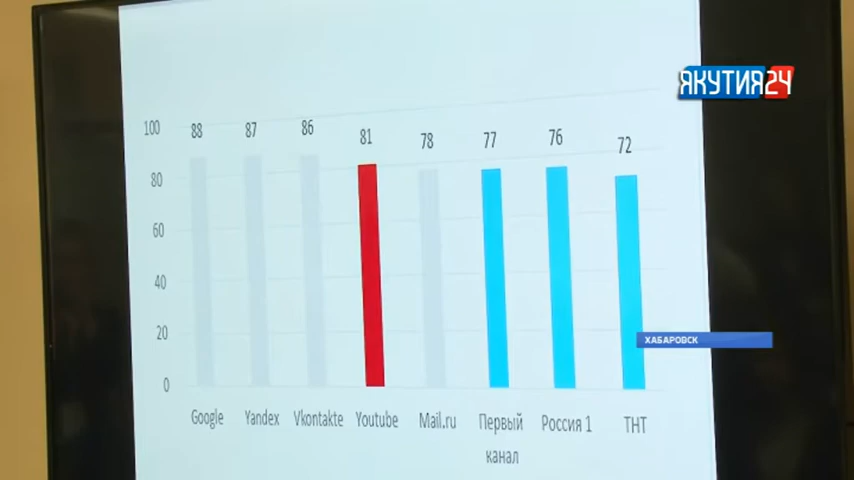 ЯКУТИЯ24
100 88 87 86 81 78 77 76 72
80
60
40
20
0
ХАБАРОВСК
Google Yandex Vkontakte Youtube Mail.ru Первый Россия 1 ТНТ
канал